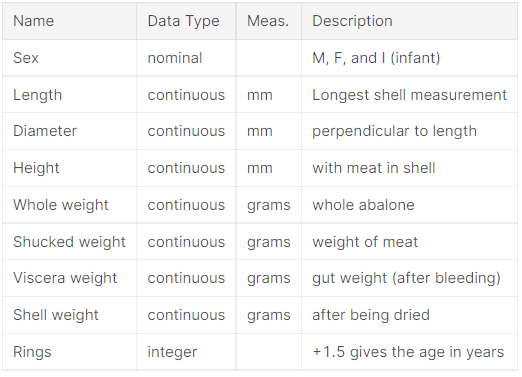 Name Data Type Meas. Description
Sex nominal M, F, and I (infant)
Length continuous mm Longest shell measurement
Diameter continuous mm perpendicular to length
Height continuous mm with meat in shell
Whole weight continuous grams whole abalone
Shucked weight continuous grams weight of meat
Viscera weight continuous grams gut weight (after bleeding)
Shell weight continuous grams after being dried
Rings integer +1.5 gives the age in years